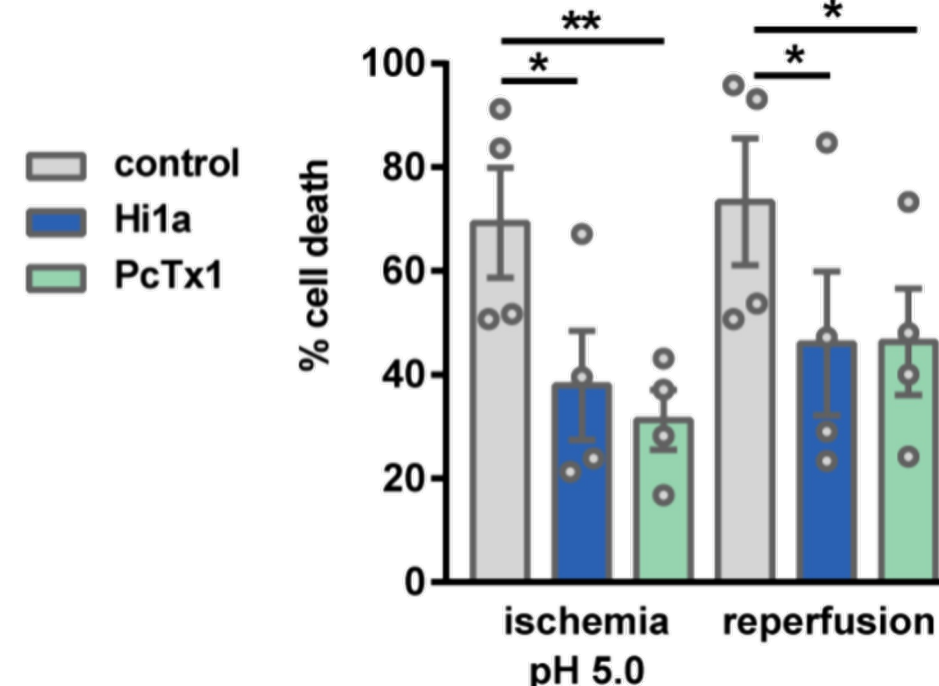 **
*
*
*
control
Hi1a
PcTx1
% cell death
100
80
60
40
20
0
ischemia
pH 5.0
reperfusion